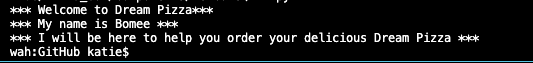 *** Welcome to Dream Pizza***
*** My name is Bomee ***
*** I will be here to help you order your delicious Dream Pizza ***
wah:GitHub katie$